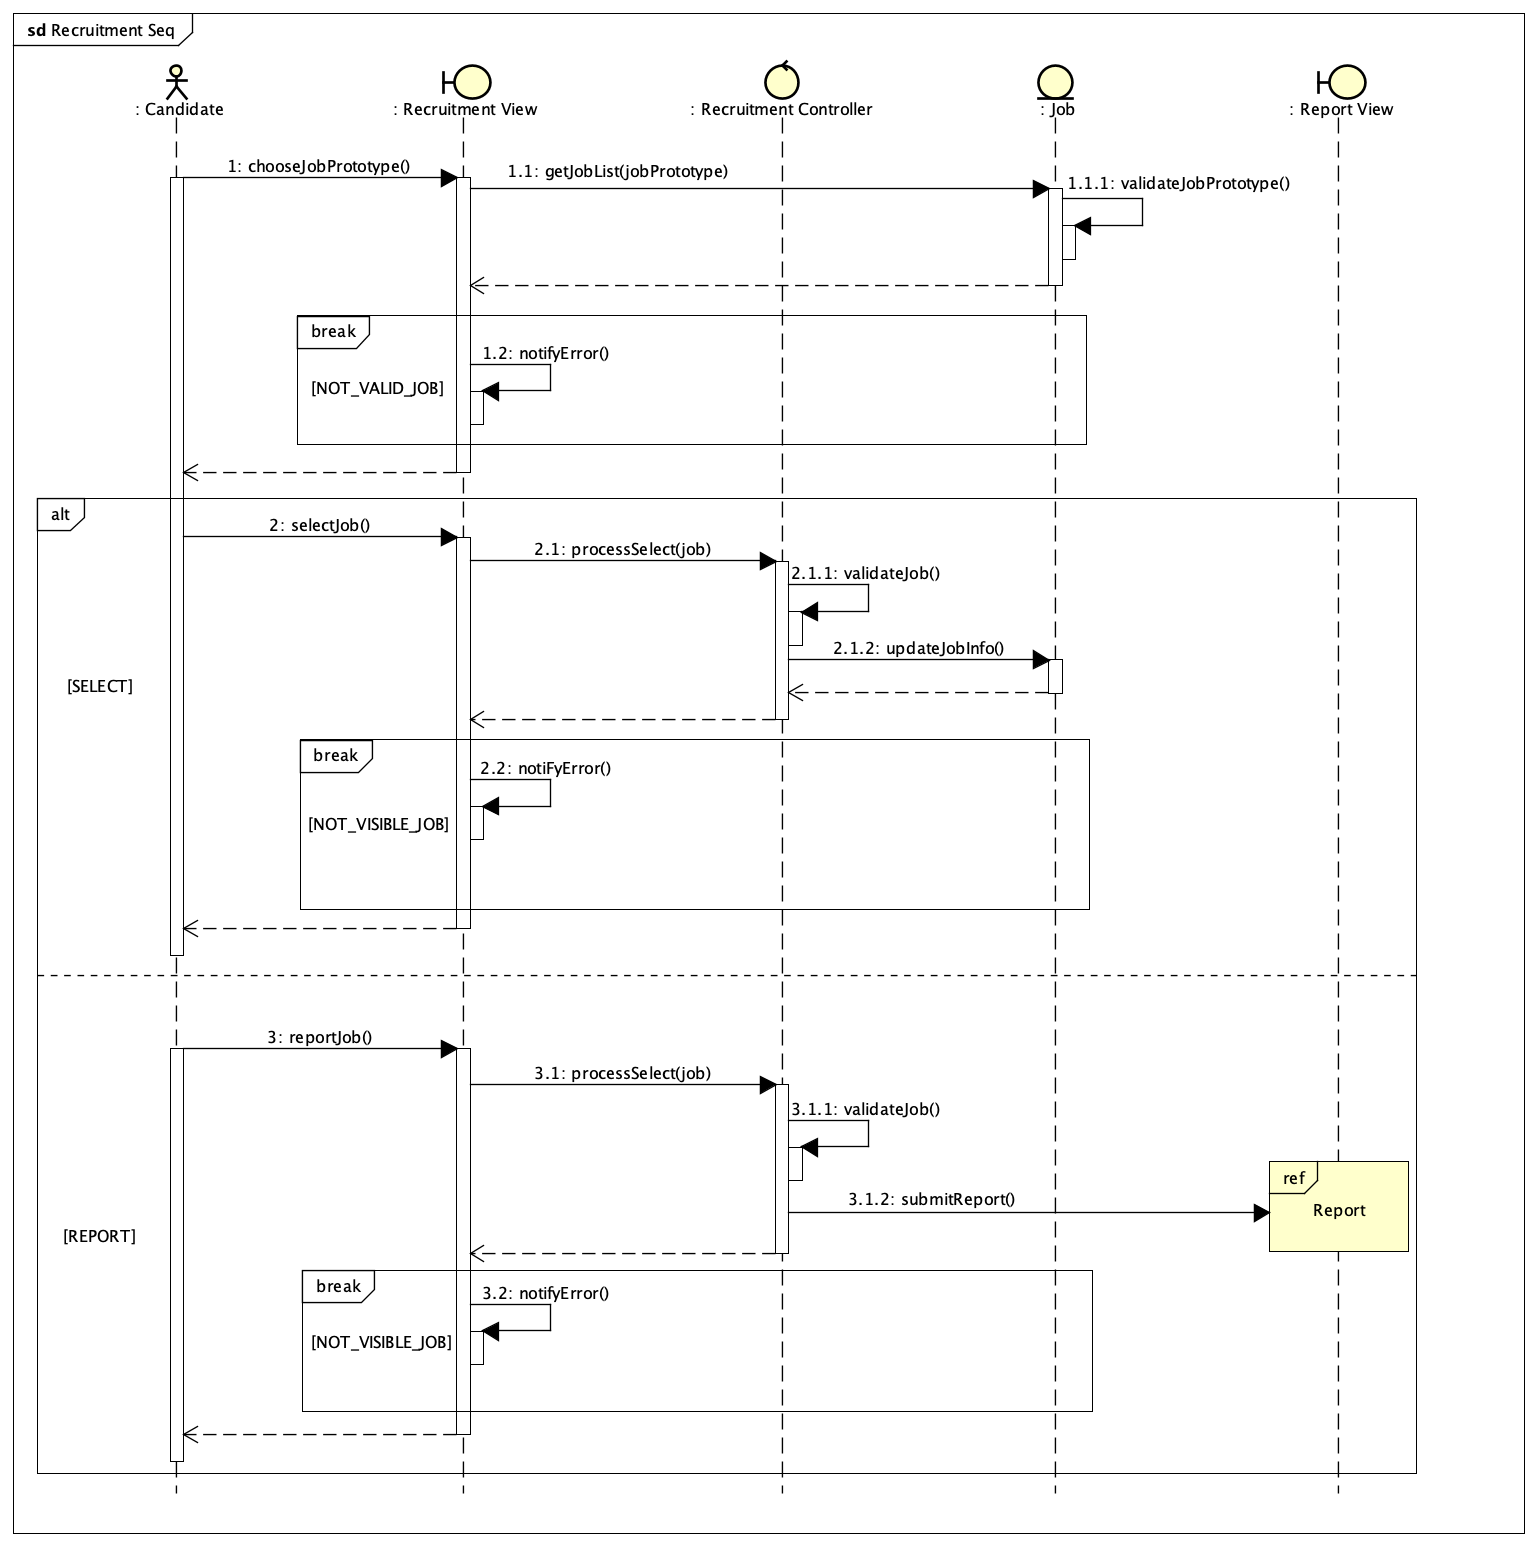 sd Recruitment Seq
: Candidate
: Recruitment View
: Recruitment Controller
: Job
: Report View
1: chooseJobPrototype()
1.1: getJobList(jobPrototype)
1.1.1: validateJobPrototype()
break
1.2: notifyError()
[NOT_VALID_JOB]
alt
2: selectJob()
2.1: processSelect(job)
2.1.1: validateJob()
2.1.2: updateJobInfo()
[SELECT]
break
2.2: notiFyError()
[NOT_VISIBLE_JOB]
3: reportJob()
3.1: processSelect(job)
3.1.1: validateJob()
ref
3.1.2: submitReport()
Report
[REPORT]
break
3.2: notifyError()
[NOT_VISIBLE_JOB]